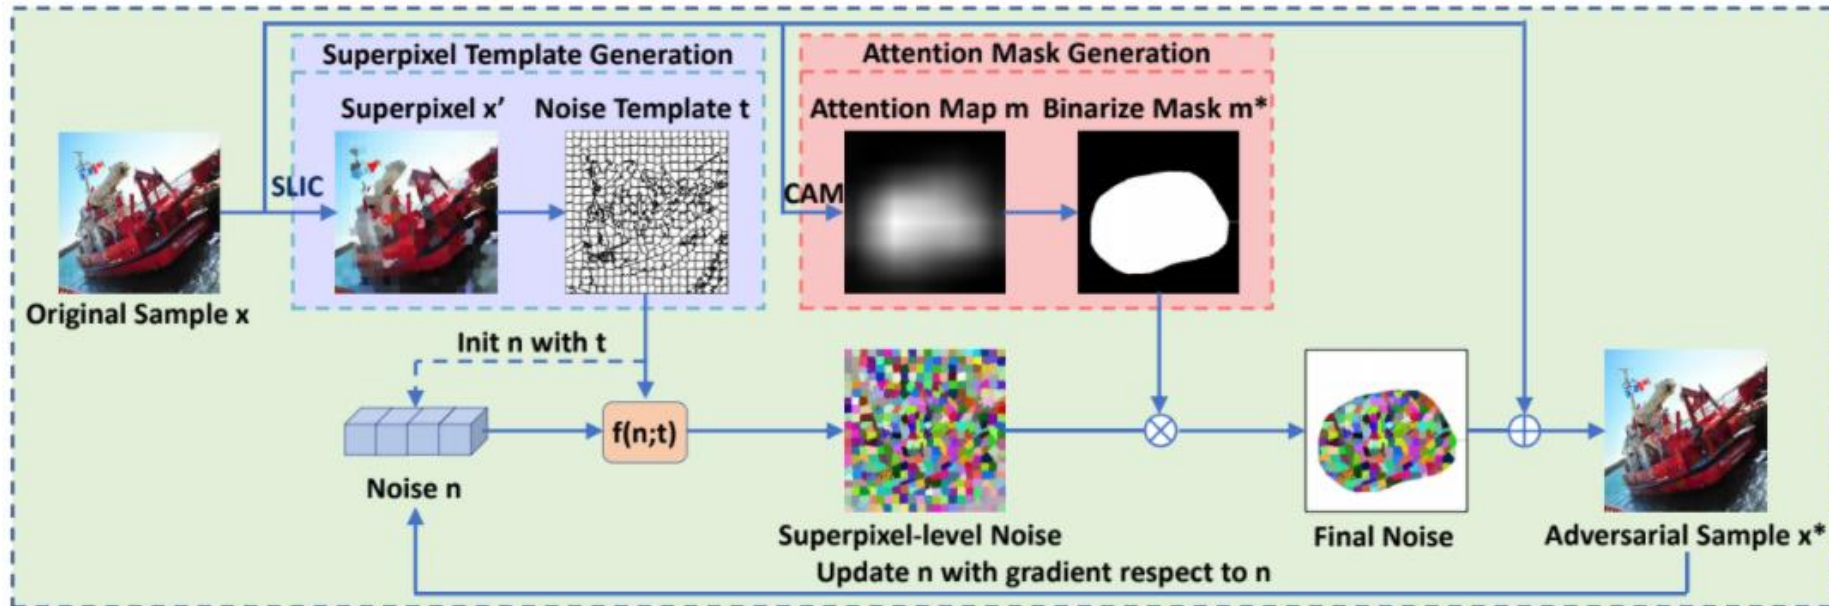 Superpixel Template Generation
Attention Mask Generation
Superpixel x’
Noise Template t
Attention Map m
Binarize Mask m*
SLIC
CAM
Original Sample x
Init n with t
f(n;t)
Noise n
Superpixel-level Noise
Final Noise
Adversarial Sample x*
Update n with gradient respect to n